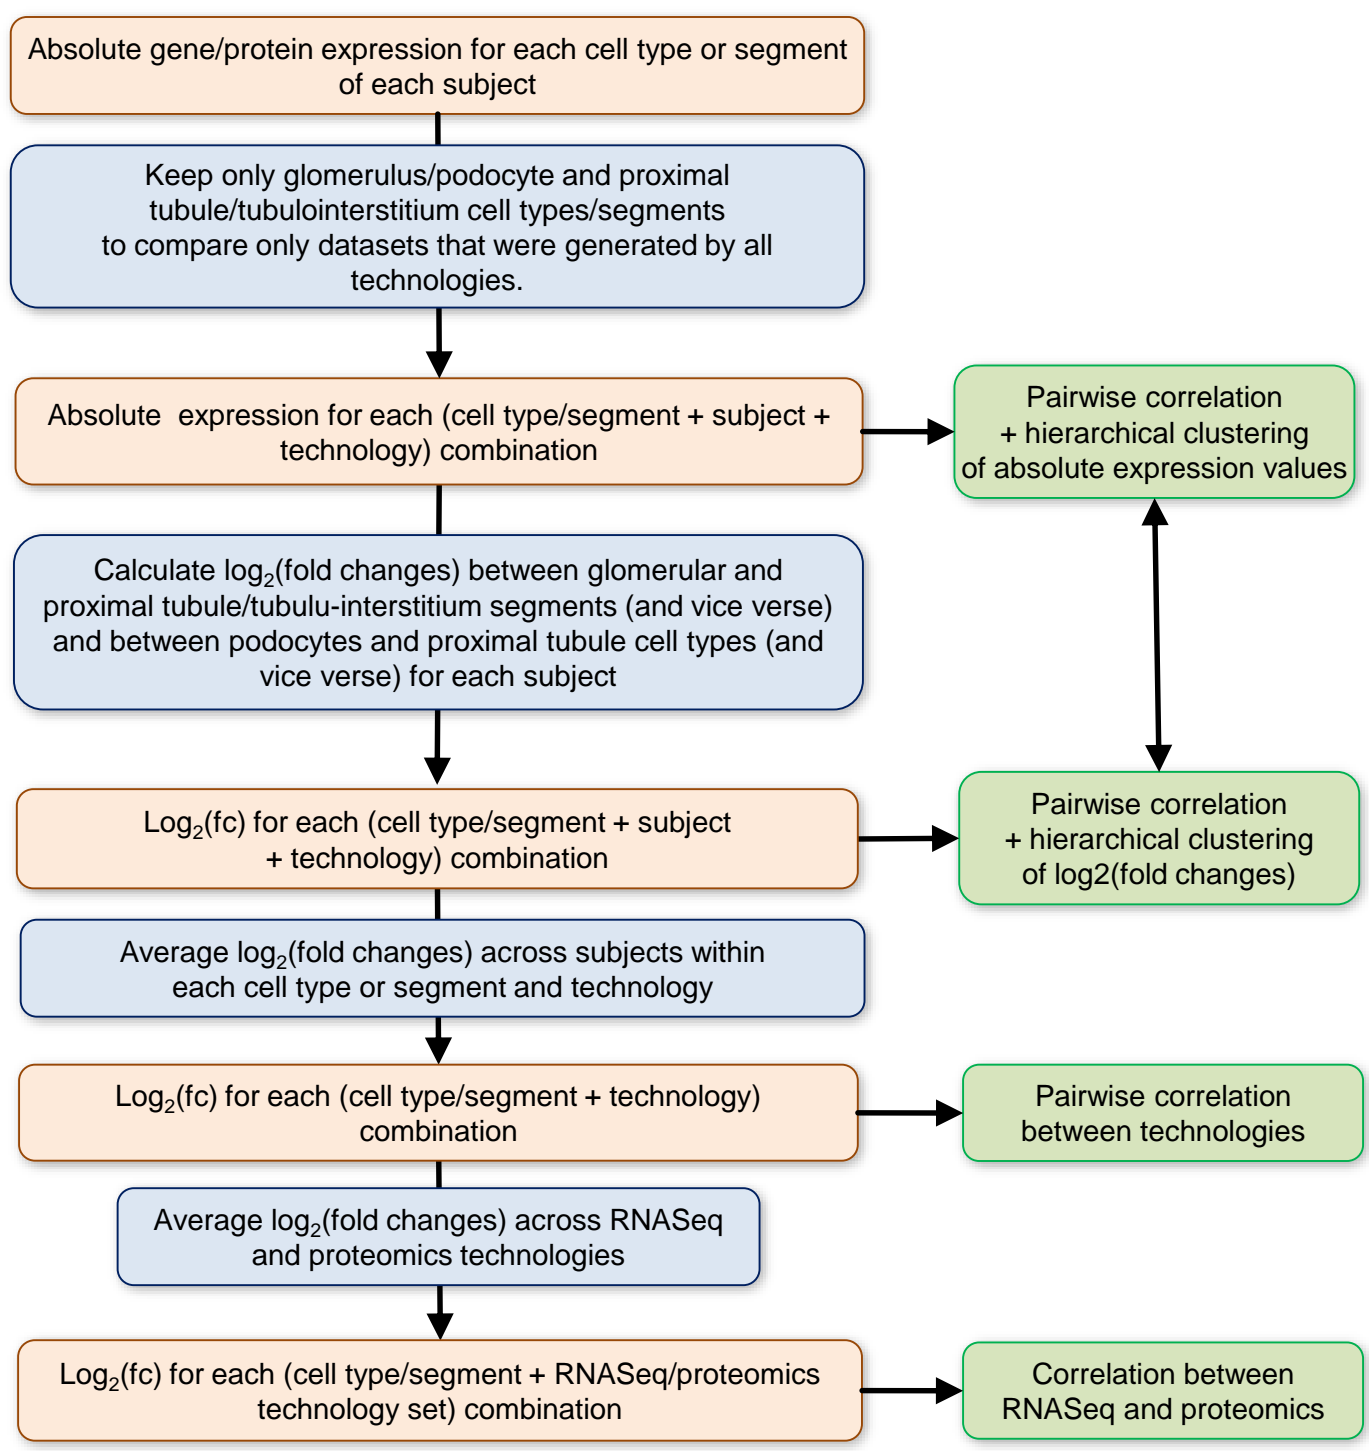 Absolute gene/protein expression for each cell type or segment
of each subject
Keep only glomerulus/podocyte and proximal
tubule/tubulointerstitium cell types/segments
to compare only datasets that were generated by all
technologies.
Absolute  expression for each (cell type/segment + subject +
technology) combination
Pairwise correlation
+ hierarchical clustering
of absolute expression values
Calculate log₂(fold changes) between glomerular and
proximal tubule/tubulu-interstitium segments (and vice verse)
and between podocytes and proximal tubule cell types (and
vice verse) for each subject
Log₂(fc) for each (cell type/segment + subject
+ technology) combination
Pairwise correlation
+ hierarchical clustering
of log2(fold changes)
Average log₂(fold changes) across subjects within
each cell type or segment and technology
Log₂(fc) for each (cell type/segment + technology)
combination
Pairwise correlation
between technologies
Average log₂(fold changes) across RNASeq
and proteomics technologies
Log₂(fc) for each (cell type/segment + RNASeq/proteomics
technology set) combination
Correlation between
RNASeq and proteomics